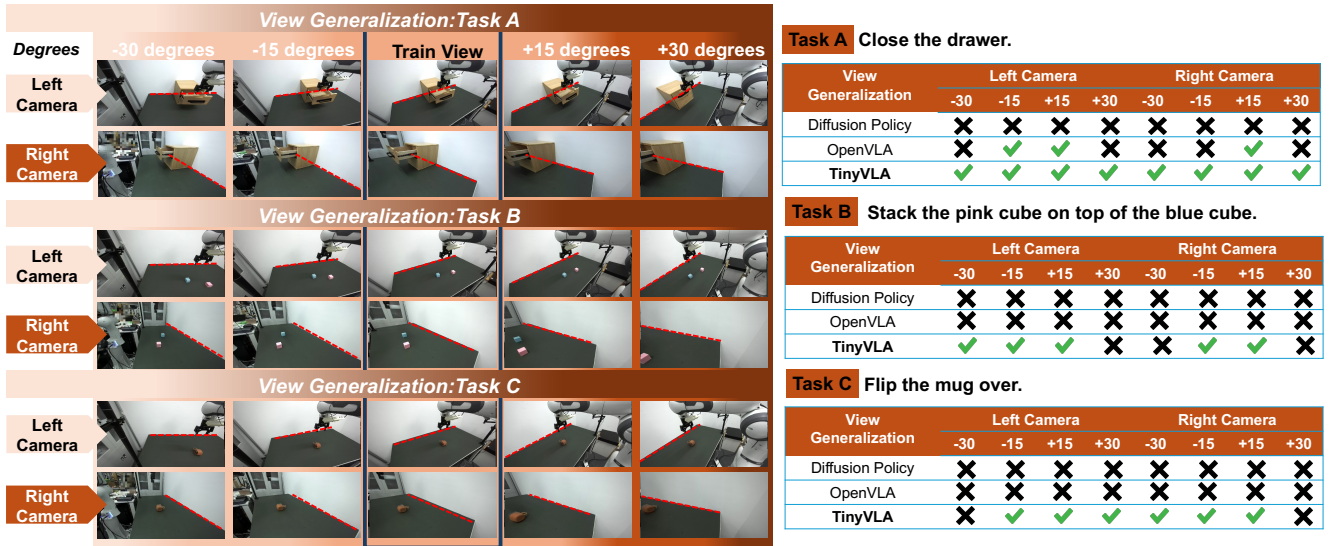 View Generalization:Task A
Degrees -30 degrees -15 degrees Train View +15 degrees +30 degrees
Left Camera
Right Camera
View Generalization:Task B
Left Camera
Right Camera
View Generalization:Task C
Left Camera
Right Camera
Task A Close the drawer.
View Generalization Left Camera Right Camera
-30 -15 +15 +30 -30 -15 +15 +30
Diffusion Policy ✕ ✕ ✕ ✕ ✕ ✕ ✕ ✕
OpenVLA ✕ ✓ ✓ ✕ ✕ ✕ ✓ ✕
TinyVLA ✓ ✓ ✓ ✓ ✓ ✓ ✓ ✓
Task B Stack the pink cube on top of the blue cube.
View Generalization Left Camera Right Camera
-30 -15 +15 +30 -30 -15 +15 +30
Diffusion Policy ✕ ✕ ✕ ✕ ✕ ✕ ✕ ✕
OpenVLA ✕ ✕ ✕ ✕ ✕ ✕ ✕ ✕
TinyVLA ✓ ✓ ✓ ✕ ✕ ✓ ✓ ✕
Task C Flip the mug over.
View Generalization Left Camera Right Camera
-30 -15 +15 +30 -30 -15 +15 +30
Diffusion Policy ✕ ✕ ✕ ✕ ✕ ✕ ✕ ✕
OpenVLA ✕ ✕ ✕ ✕ ✕ ✕ ✕ ✕
TinyVLA ✕ ✓ ✓ ✓ ✓ ✓ ✓ ✕